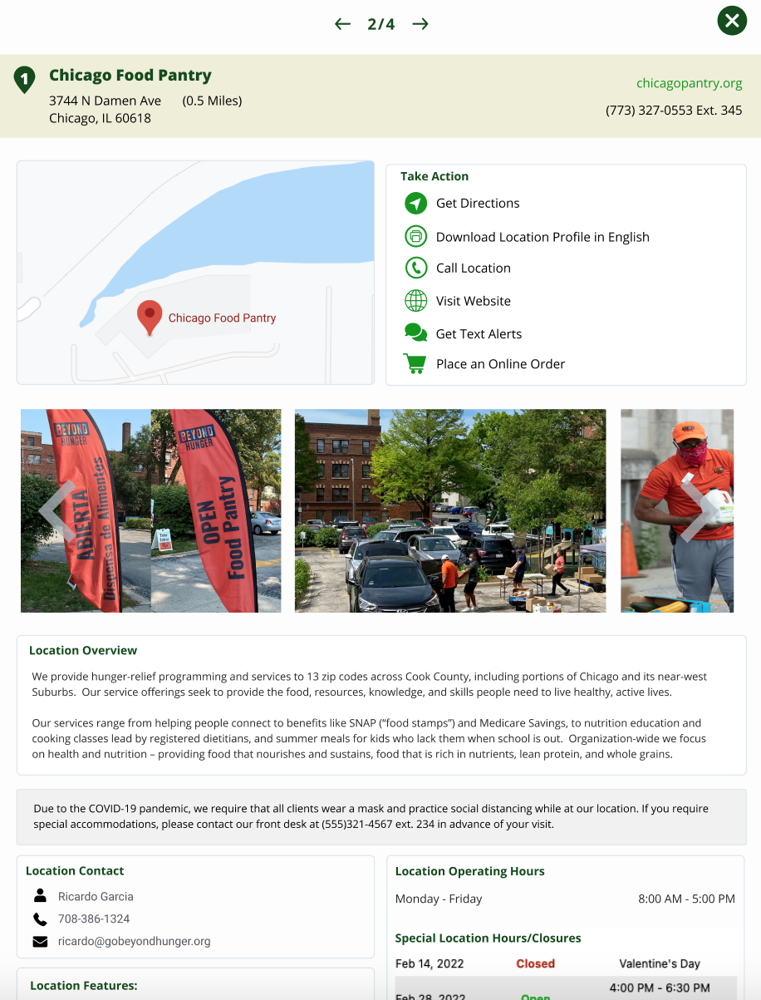 2/4
1
Chicago Food Pantry
3744 N Damen Ave (0.5 Miles)
Chicago, IL 60618
chicagopantry.org
(773) 327-0553 Ext. 345
Chicago Food Pantry
Take Action
Get Directions
Download Location Profile in English
Call Location
Visit Website
Get Text Alerts
Place an Online Order
BEYOND
HUNGER
ABIERTA
Dispensa de Alimentos
BEYOND
HUNGER
OPEN
Food Pantry
Location Overview
We provide hunger-relief programming and services to 13 zip codes across Cook County, including portions of Chicago and its near-west
Suburbs. Our service offerings seek to provide the food, resources, knowledge, and skills people need to live healthy, active lives.
Our services range from helping people connect to benefits like SNAP (“food stamps”) and Medicare Savings, to nutrition education and
cooking classes lead by registered dietitians, and summer meals for kids who lack them when school is out. Organization-wide we focus
on health and nutrition – providing food that nourishes and sustains, food that is rich in nutrients, lean protein, and whole grains.
Due to the COVID-19 pandemic, we require that all clients wear a mask and practice social distancing while at our location. If you require
special accommodations, please contact our front desk at (555)321-4567 ext. 234 in advance of your visit.
Location Contact
Ricardo Garcia
708-386-1324
ricardo@gobeyondhunger.org
Location Features:
Location Operating Hours
Monday - Friday 8:00 AM - 5:00 PM
Special Location Hours/Closures
Feb 14, 2022 Closed Valentine's Day
4:00 PM - 6:30 PM
Feb 28, 2022 Open